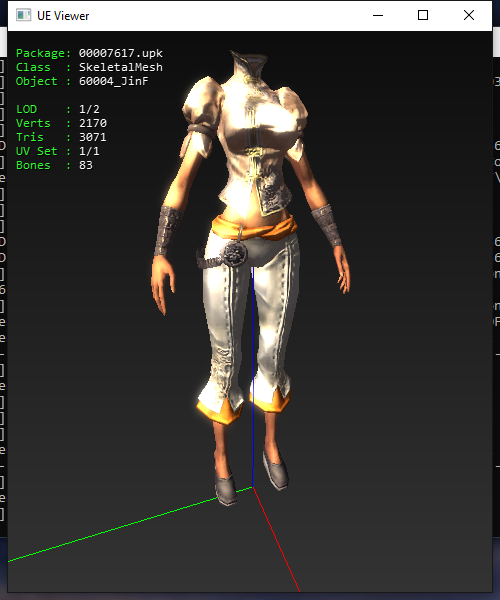 UE Viewer
Package: 00007617.upk
Class  : SkeletalMesh
Object : 60004_JinF
LOD    : 1/2
Verts  : 2170
Tris   : 3071
UV Set : 1/1
Bones  : 83